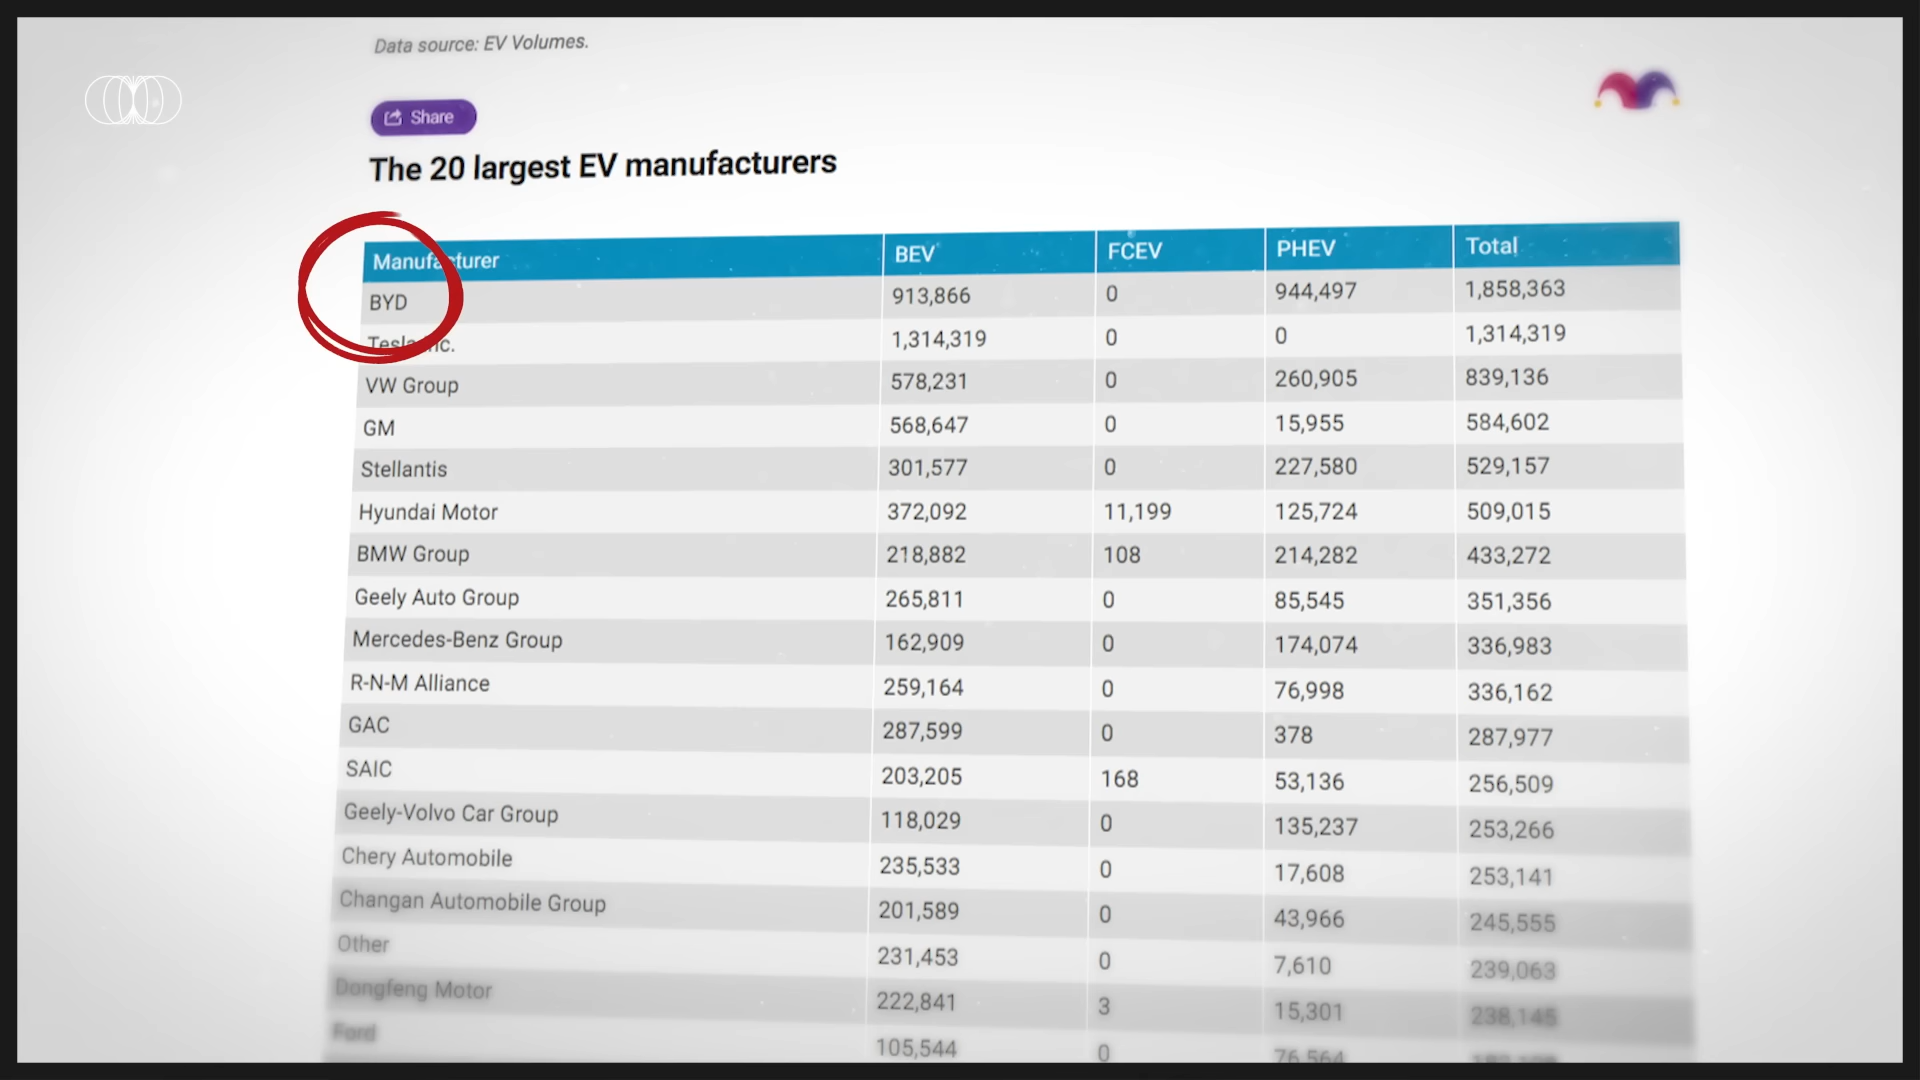 Data source: EV Volumes.
Share
The 20 largest EV manufacturers
Manufacturer BEV FCEV PHEV Total
BYD 913,866 0 944,497 1,858,363
Tesla Inc. 1,314,319 0 0 1,314,319
VW Group 578,231 0 260,905 839,136
GM 568,647 0 15,955 584,602
Stellantis 301,577 0 227,580 529,157
Hyundai Motor 372,092 11,199 125,724 509,015
BMW Group 218,882 108 214,282 433,272
Geely Auto Group 265,811 0 85,545 351,356
Mercedes-Benz Group 162,909 0 174,074 336,983
R-N-M Alliance 259,164 0 76,998 336,162
GAC 287,599 0 378 287,977
SAIC 203,205 168 53,136 256,509
Geely-Volvo Car Group 118,029 0 135,237 253,266
Chery Automobile 235,533 0 17,608 253,141
Changan Automobile Group 201,589 0 43,966 245,555
Other 231,453 0 7,610 239,063
Dongfeng Motor 222,841 3 15,301 238,145
Ford 105,544 0 76,564